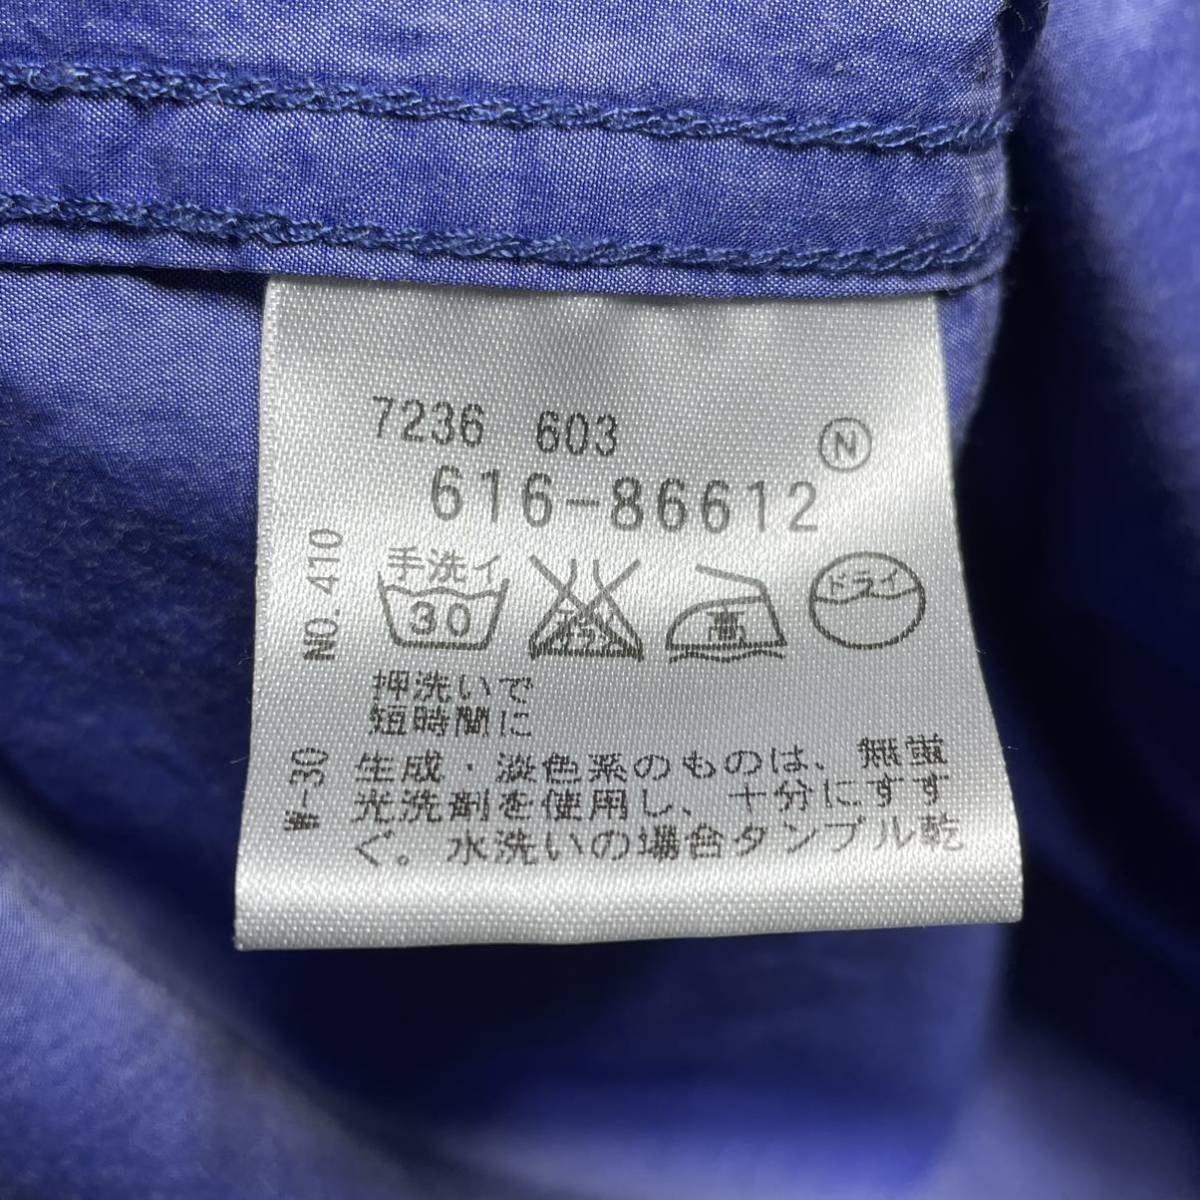 7236 603
N
616-86612
NO.410
手洗イ
30
エンソ
高
ドライ
押洗いで
短時間に
W-30
生成・淡色系のものは、無蛍
光洗剤を使用し、十分にすす
ぐ。水洗いの場合タンブル乾